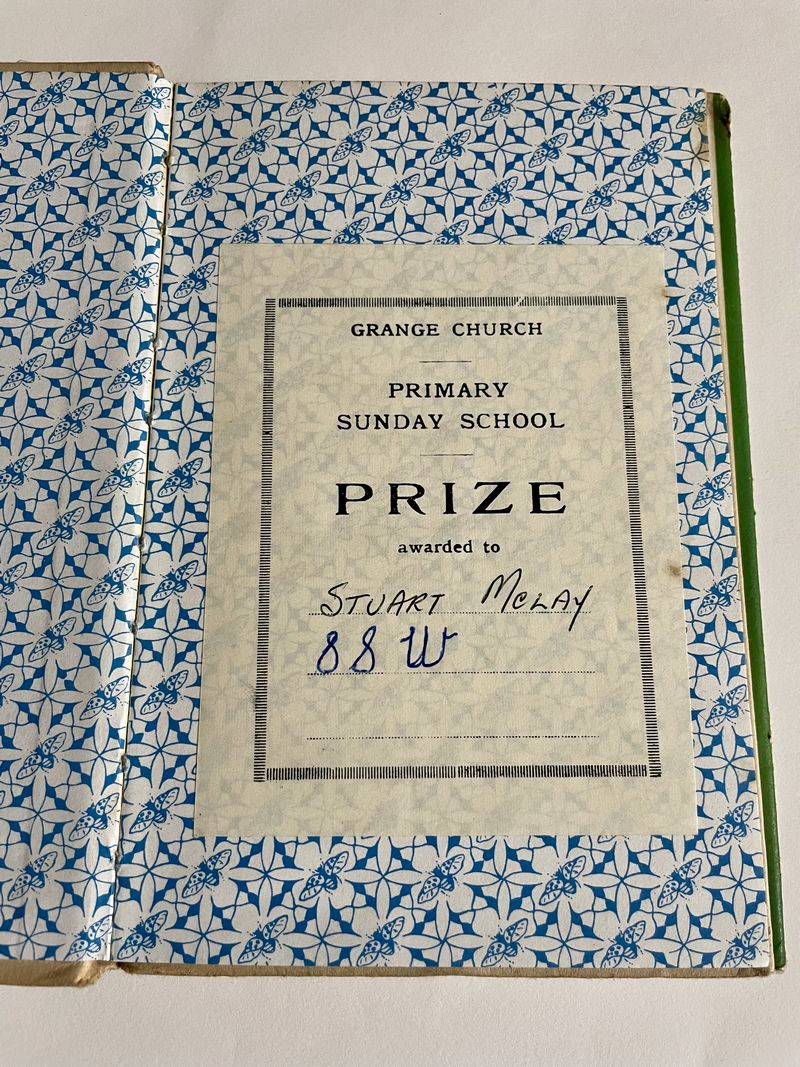 GRANGE CHURCH
PRIMARY
SUNDAY SCHOOL
PRIZE
awarded to
STUART McLAY
88 W